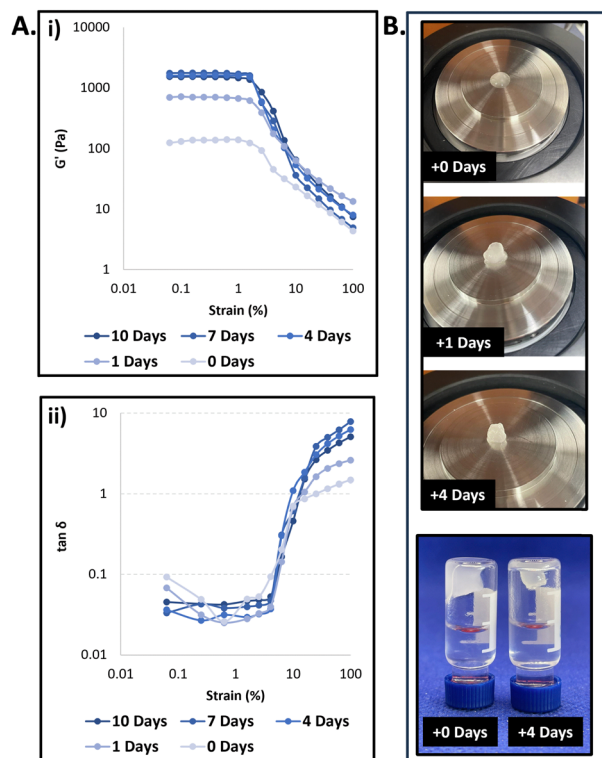 A.
i)
10000
1000
100
10
1
G' (Pa)
0.01 0.1 1 10 100
Strain (%)
10 Days 7 Days 4 Days
1 Days 0 Days
ii)
10
1
0.1
0.01
tan δ
0.01 0.1 1 10 100
Strain (%)
10 Days 7 Days 4 Days
1 Days 0 Days
B.
+0 Days
+1 Days
+4 Days
+0 Days +4 Days